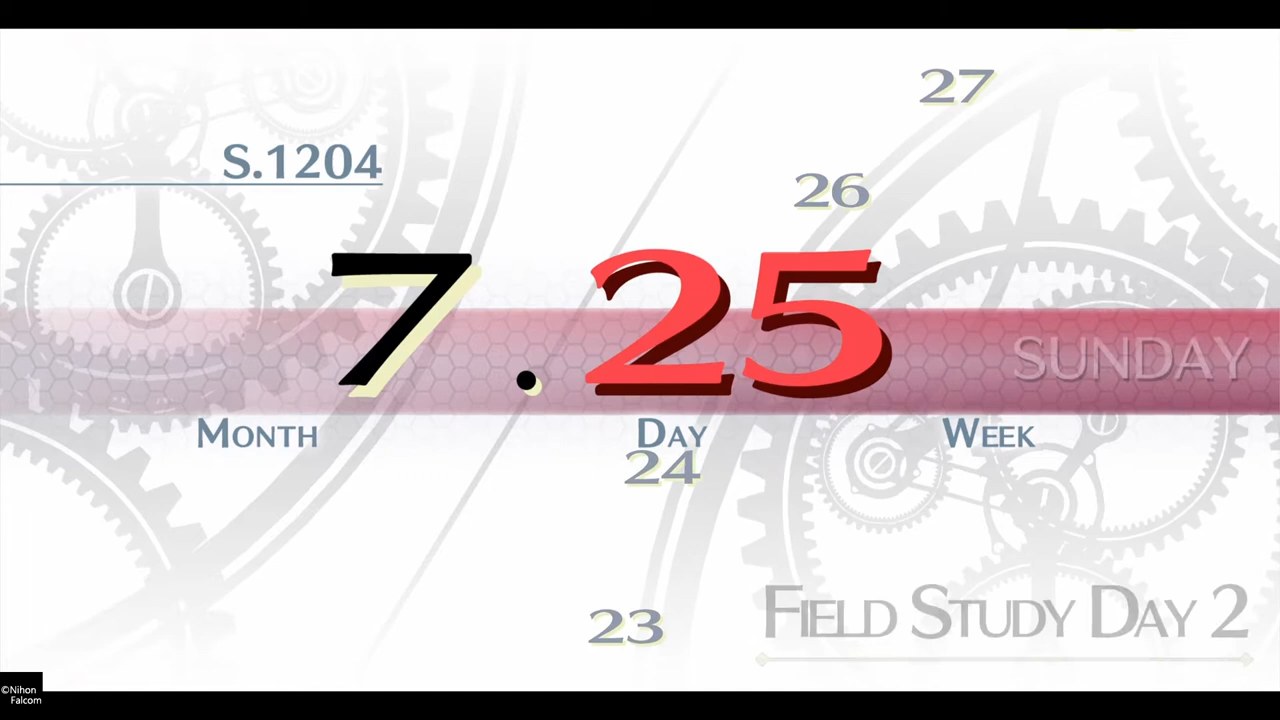 27
S.1204
26
7.25
SUNDAY
MONTH
DAY
WEEK
24
23
FIELD STUDY DAY 2
©Nihon
Falcom